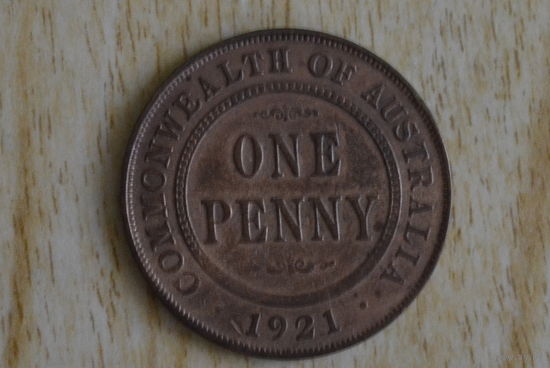 COMMONWEALTH OF AUSTRALIA
ONE
PENNY
1921